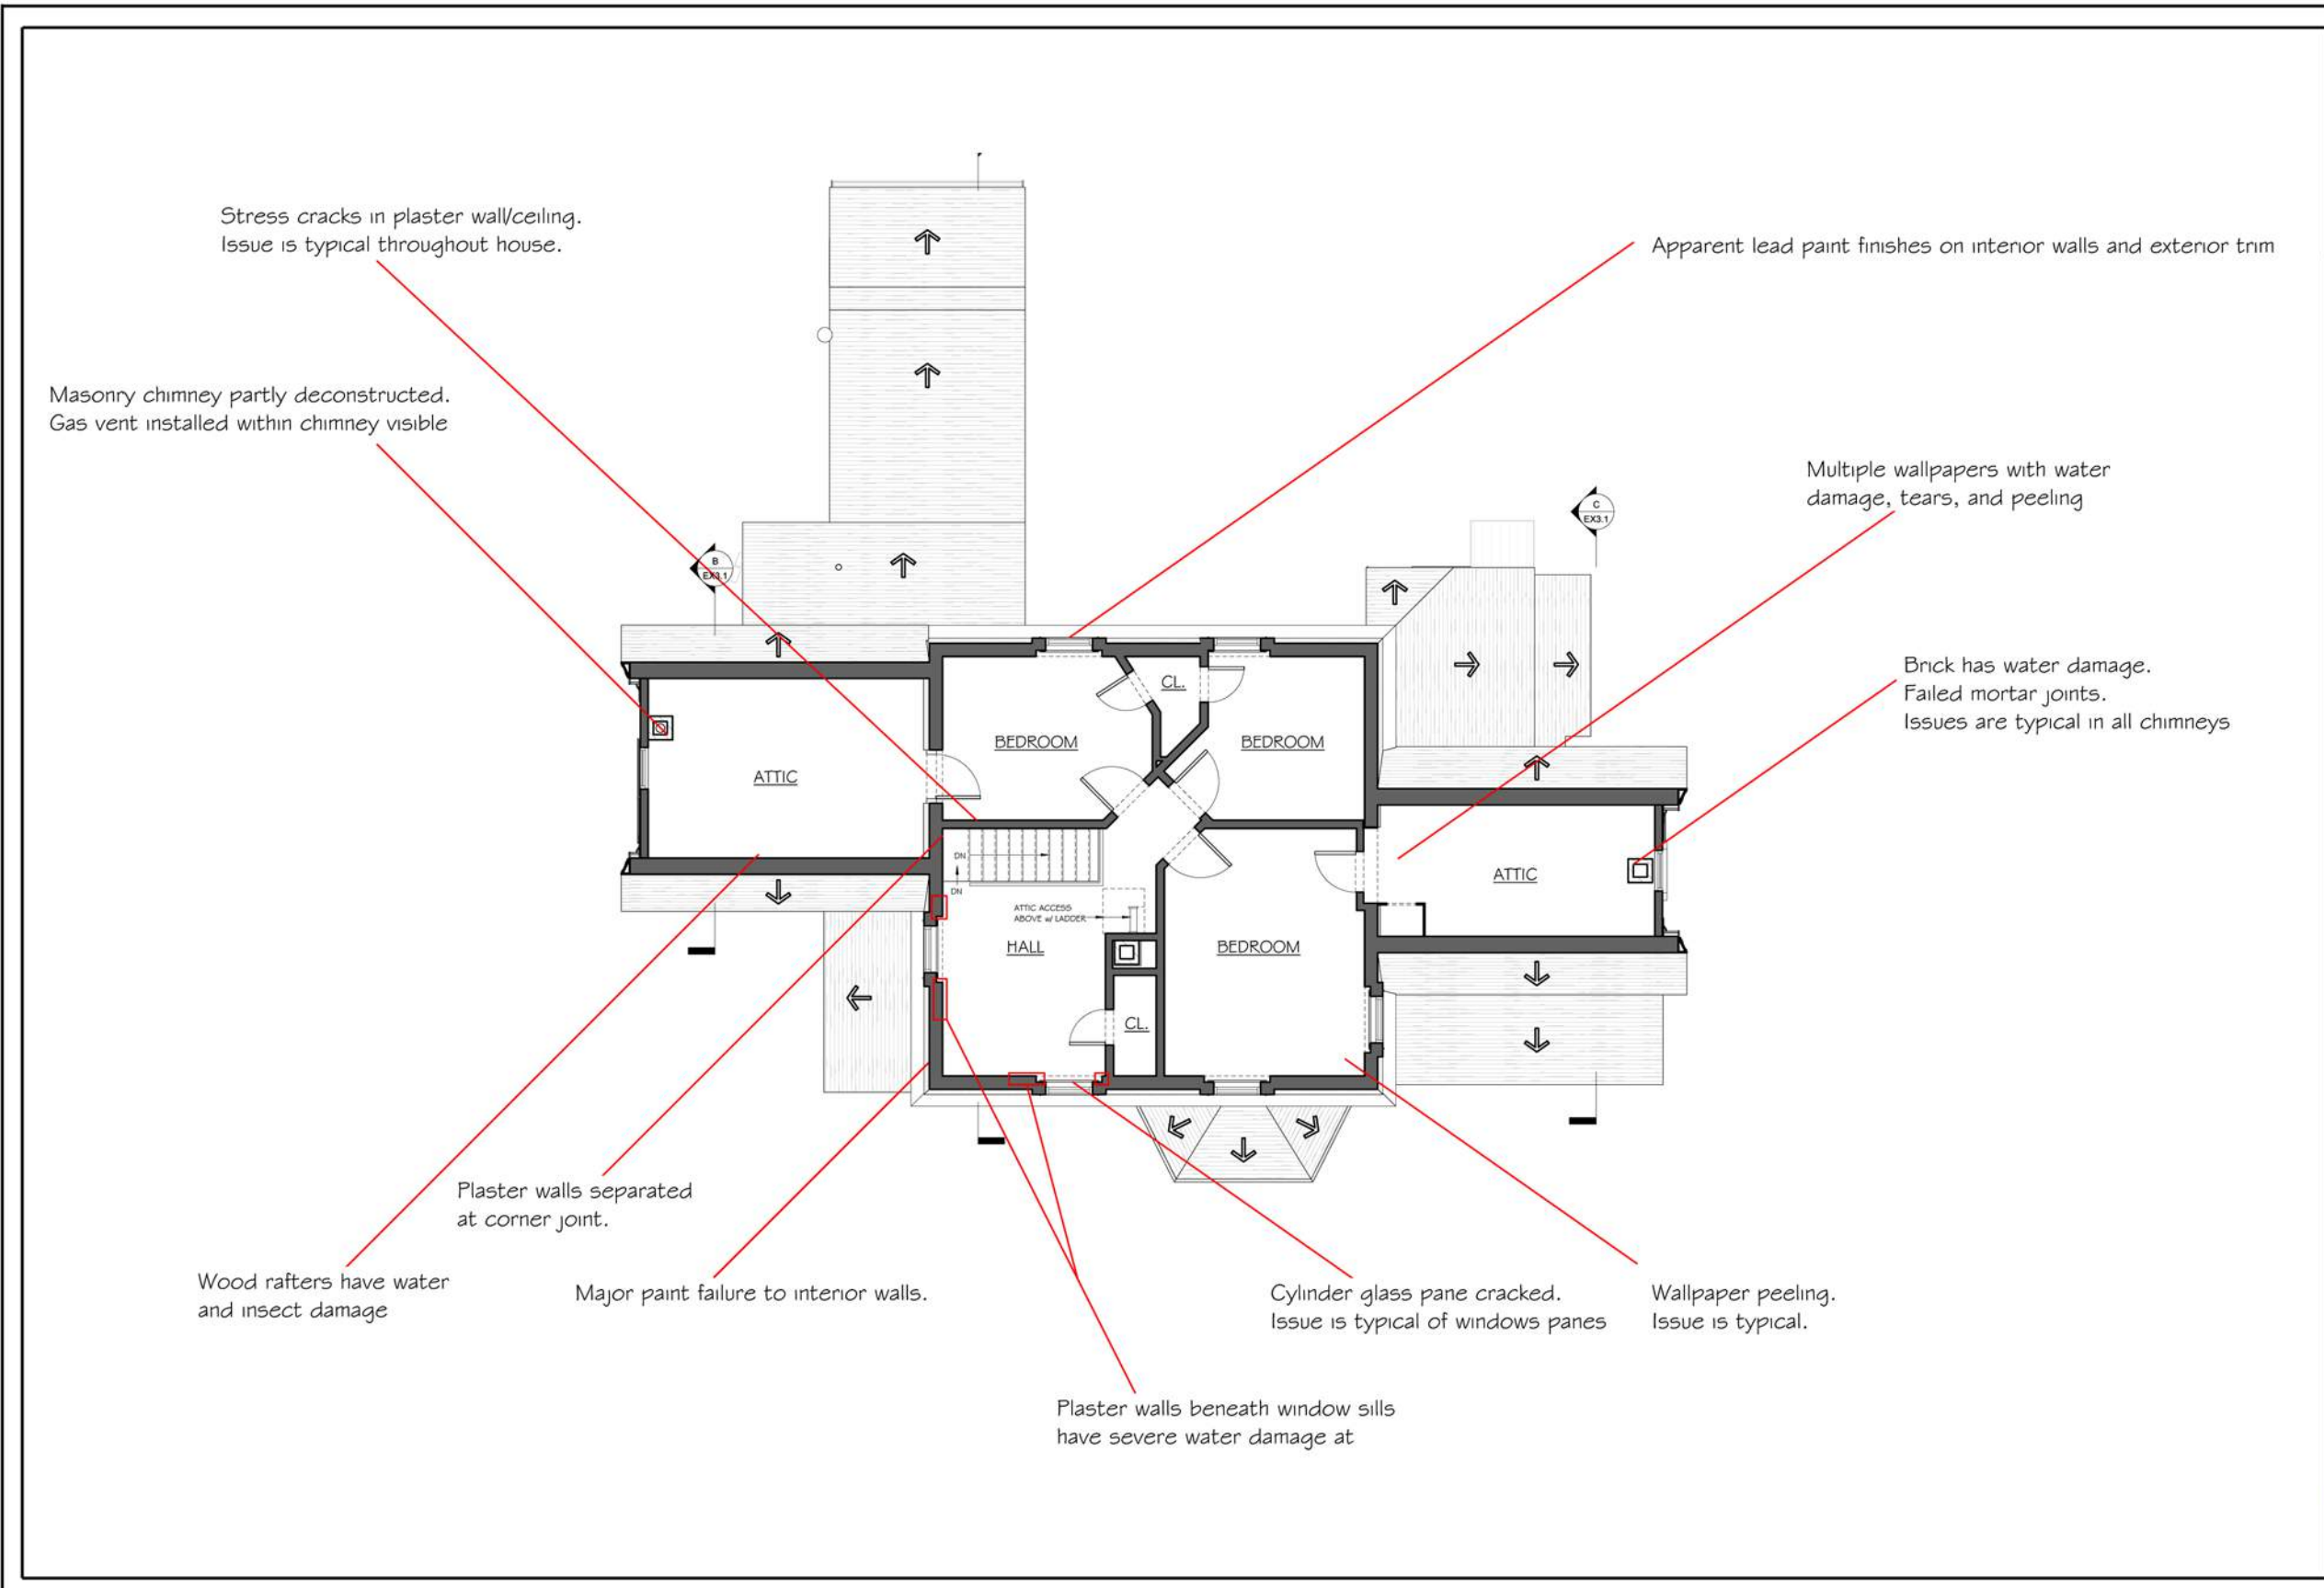 Stress cracks in plaster wall/ceiling.
Issue is typical throughout house.
Apparent lead paint finishes on interior walls and exterior trim
Masonry chimney partly deconstructed.
Gas vent installed within chimney visible
Multiple wallpapers with water
damage, tears, and peeling
C
EX3.1
B
EX3.1
Brick has water damage.
Failed mortar joints.
Issues are typical in all chimneys
CL.
BEDROOM
BEDROOM
ATTIC
DN
DN
ATTIC
ATTIC ACCESS
ABOVE w/ LADDER
HALL
BEDROOM
CL.
Plaster walls separated
at corner joint.
Wood rafters have water
and insect damage
Major paint failure to interior walls.
Cylinder glass pane cracked.
Issue is typical of windows panes
Wallpaper peeling.
Issue is typical.
Plaster walls beneath window sills
have severe water damage at